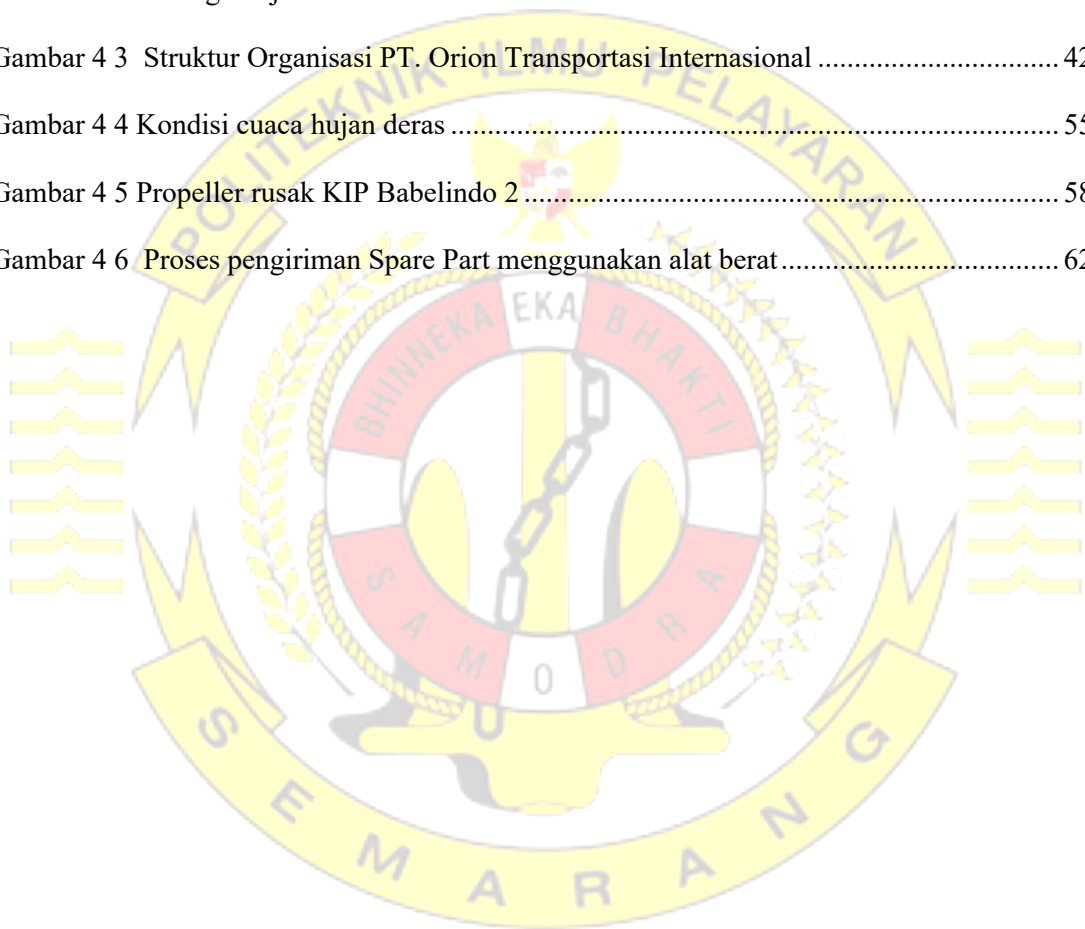 Gambar 4 3 Struktur Organisasi PT. Orion Transportasi Internasional ................................ 42
Gambar 4 4 Kondisi cuaca hujan deras ................................................................................. 55
Gambar 4 5 Propeller rusak KIP Babelindo 2 ....................................................................... 58
Gambar 4 6 Proses pengiriman Spare Part menggunakan alat berat ..................................... 62
POLITEKNIK ILMU PELAYARAN
BHINNEKA EKA BHAKTI
SAMODRA
SEMARANG